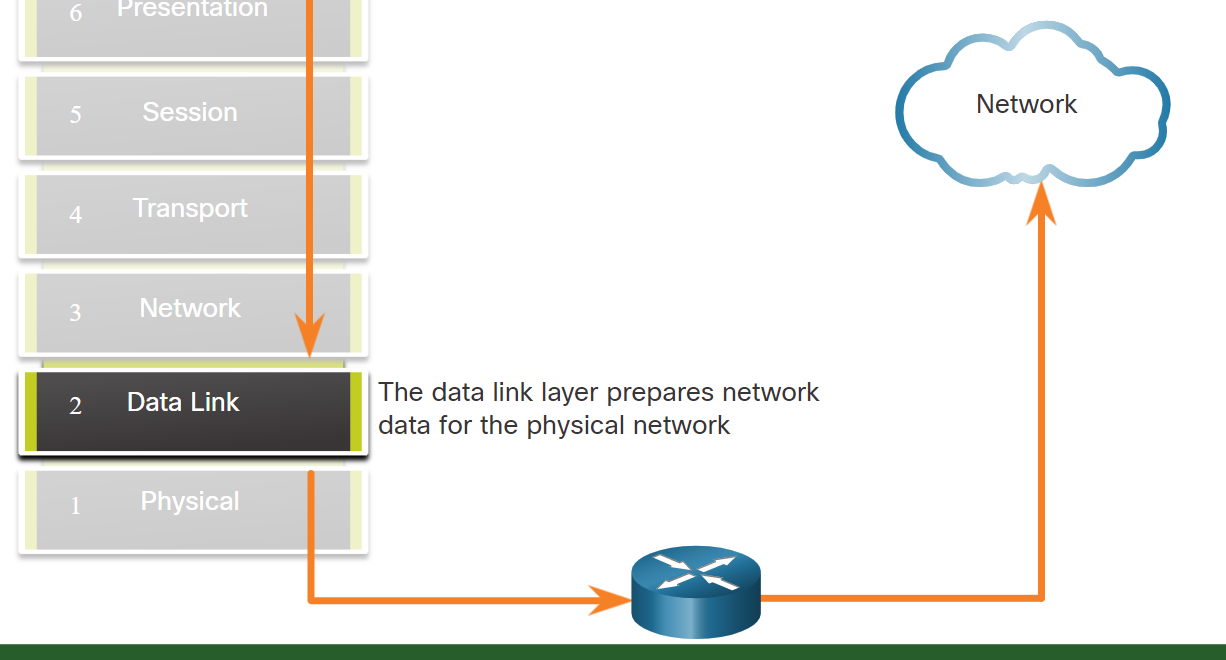 6 Presentation
5 Session
4 Transport
3 Network
2 Data Link
The data link layer prepares network
data for the physical network
1 Physical
Network